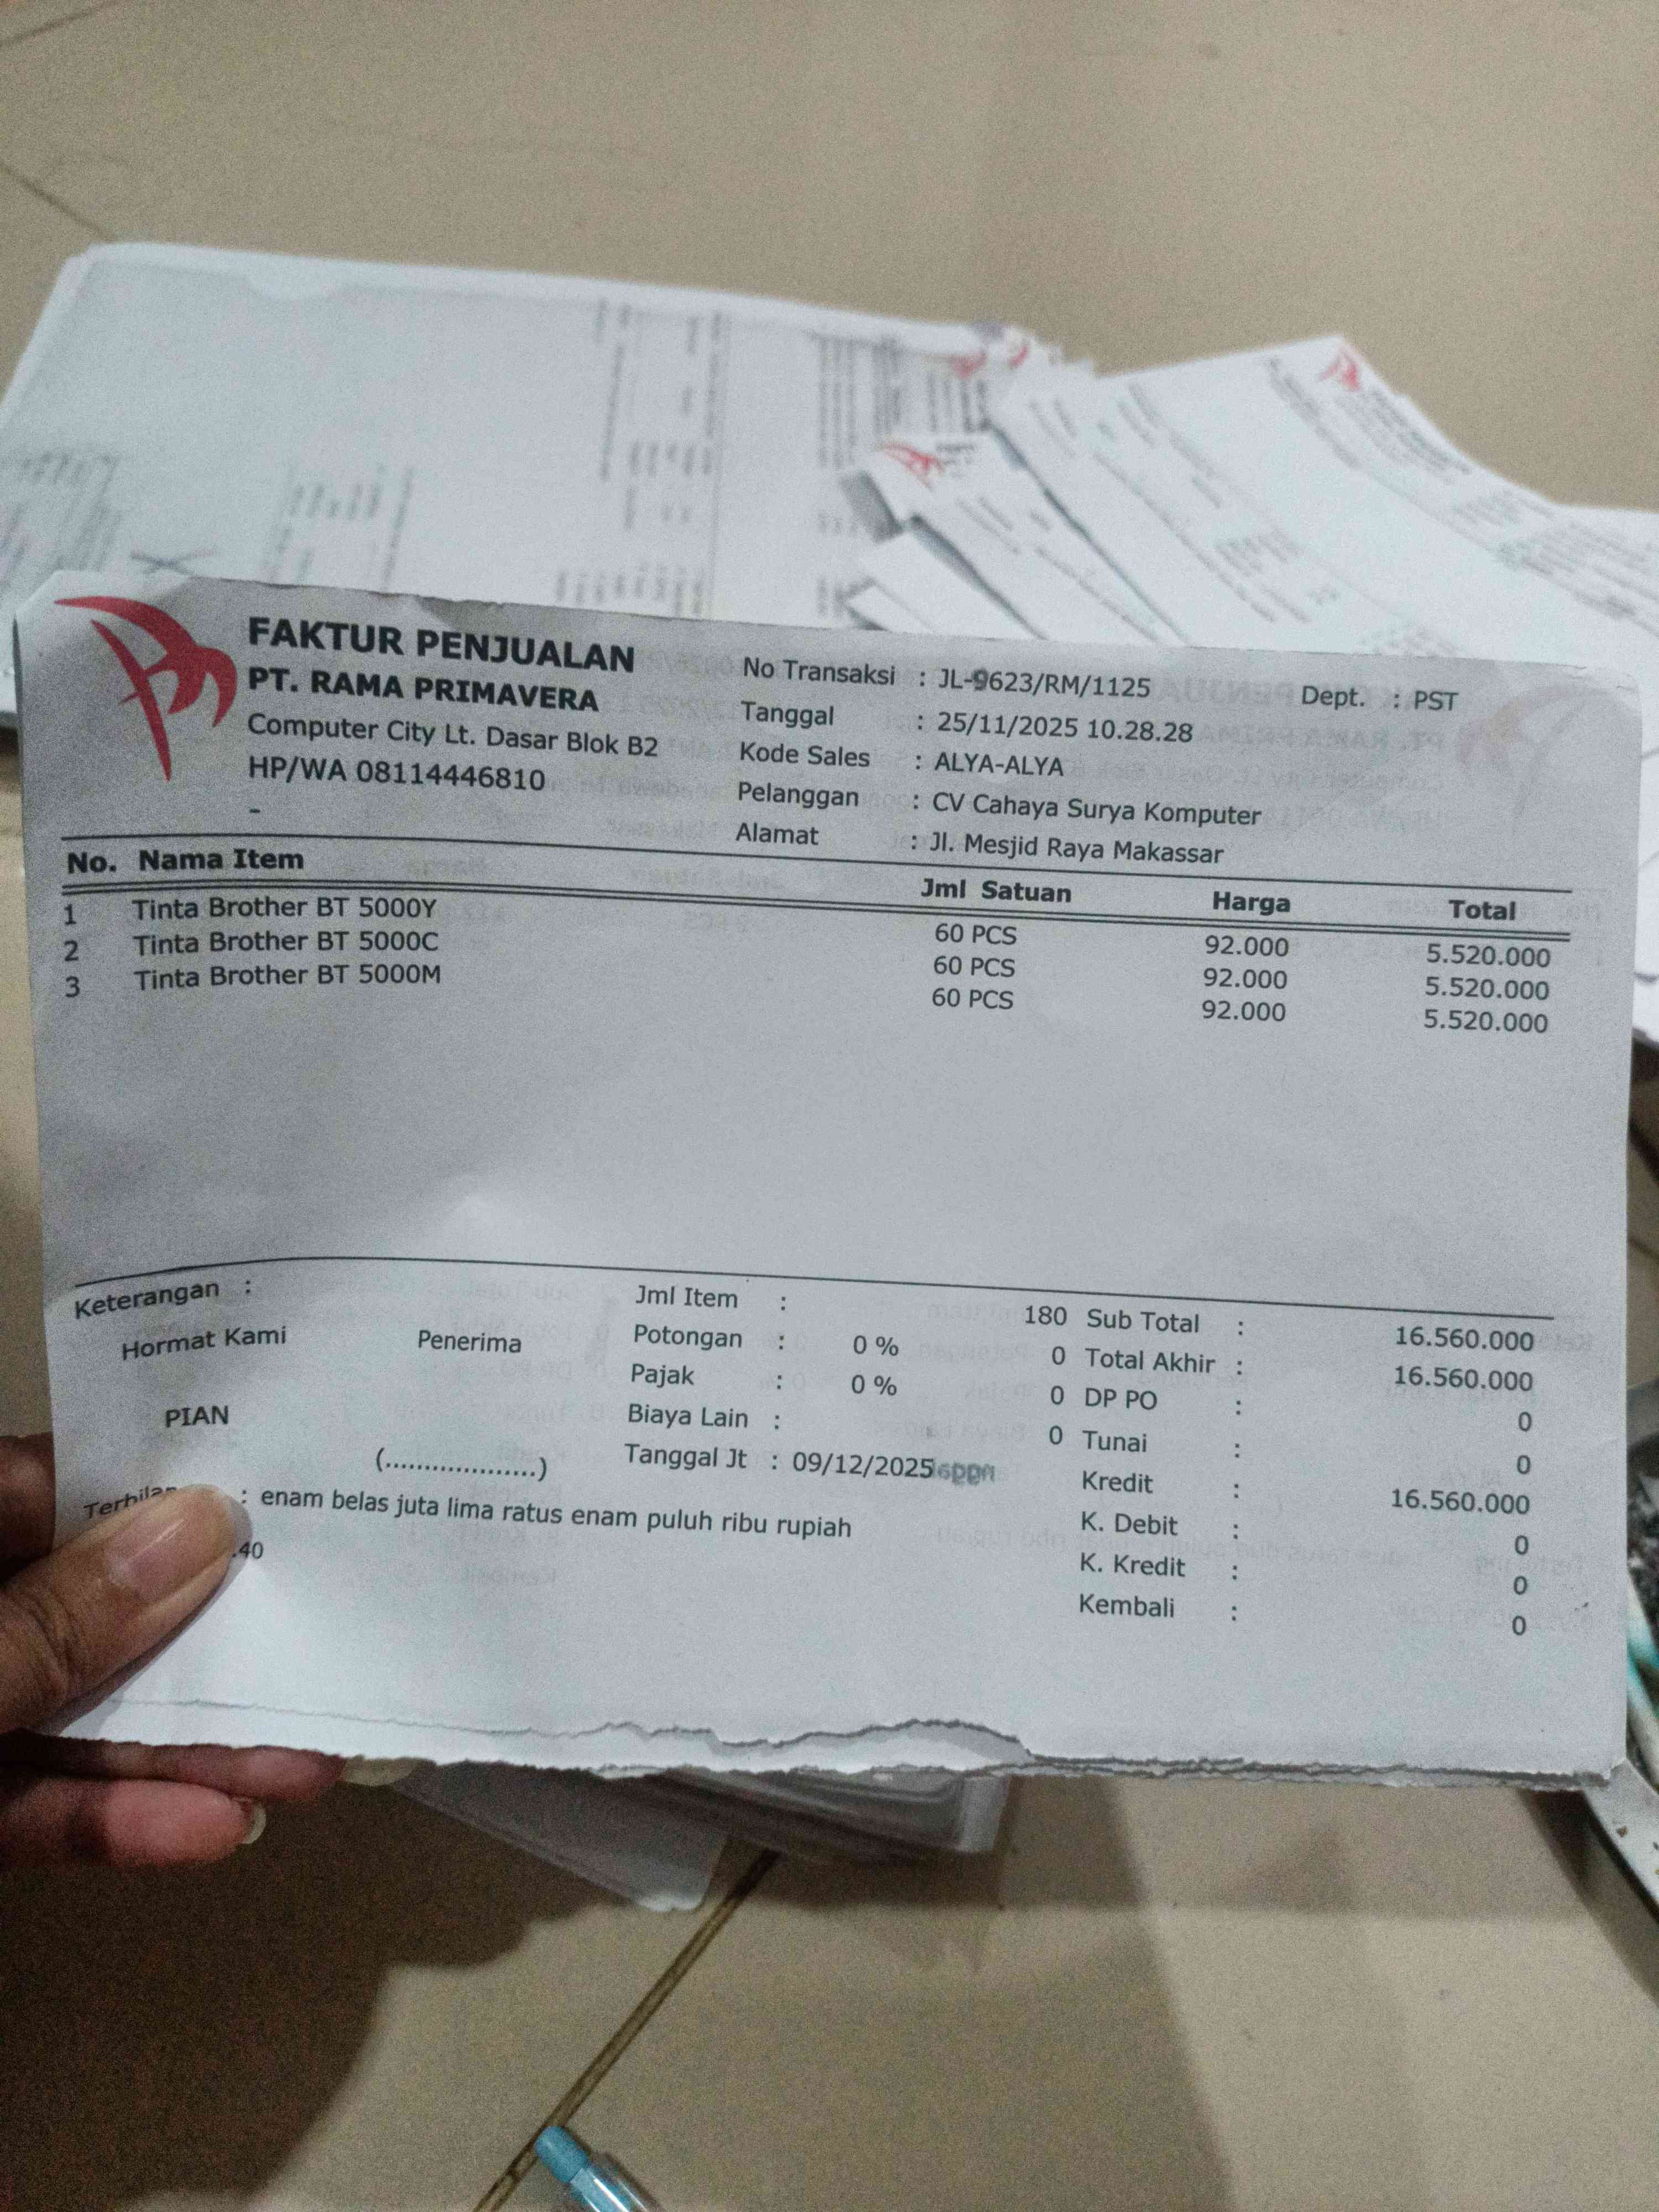 FAKTUR PENJUALAN
PT. RAMA PRIMAVERA
Computer City Lt. Dasar Blok B2
HP/WA 08114446810
-
No Transaksi : JL-9623/RM/1125 Dept. : PST
Tanggal : 25/11/2025 10.28.28
Kode Sales : ALYA-ALYA
Pelanggan : CV Cahaya Surya Komputer
Alamat : Jl. Mesjid Raya Makassar
No. Nama Item Jml Satuan Harga Total
1 Tinta Brother BT 5000Y 60 PCS 92.000 5.520.000
2 Tinta Brother BT 5000C 60 PCS 92.000 5.520.000
3 Tinta Brother BT 5000M 60 PCS 92.000 5.520.000
Keterangan :
Hormat Kami Penerima
PIAN
(...................)
Jml Item : 180
Potongan : 0 % 0
Pajak : 0 % 0
Biaya Lain : 0
Tanggal Jt : 09/12/2025
Sub Total : 16.560.000
Total Akhir : 16.560.000
DP PO : 0
Tunai : 0
Kredit : 16.560.000
K. Debit : 0
K. Kredit : 0
Kembali : 0
: enam belas juta lima ratus enam puluh ribu rupiah
.40